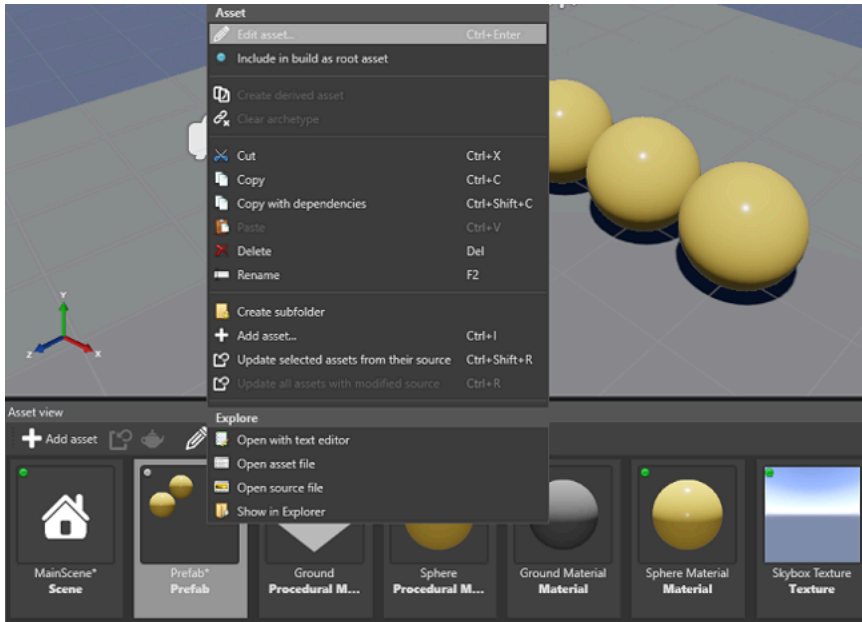 Asset
Edit asset... Ctrl+Enter
Include in build as root asset
Create derived asset
Clear archetype
Cut Ctrl+X
Copy Ctrl+C
Copy with dependencies Ctrl+Shift+C
Paste Ctrl+V
Delete Del
Rename F2
Create subfolder
Add asset... Ctrl+I
Update selected assets from their source Ctrl+Shift+R
Update all assets with modified source Ctrl+R
Explore
Open with text editor
Open asset file
Open source file
Show in Explorer
Y
Z X
Asset view
Add asset
MainScene* Prefab* Ground Sphere Ground Material Sphere Material Skybox Texture
Scene Prefab Procedural M... Procedural M... Material Material Texture